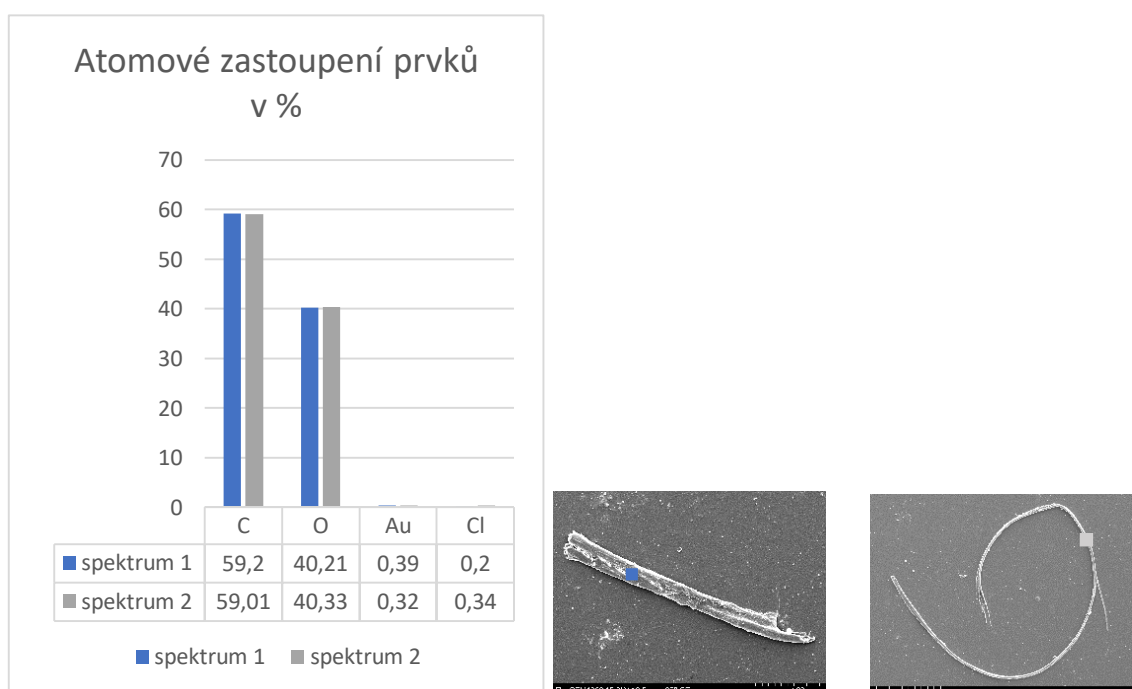 Atomové zastoupení prvků
v %
70
60
50
40
30
20
10
0
C O Au Cl
spektrum 1 59,2 40,21 0,39 0,2
spektrum 2 59,01 40,33 0,32 0,34
spektrum 1 spektrum 2